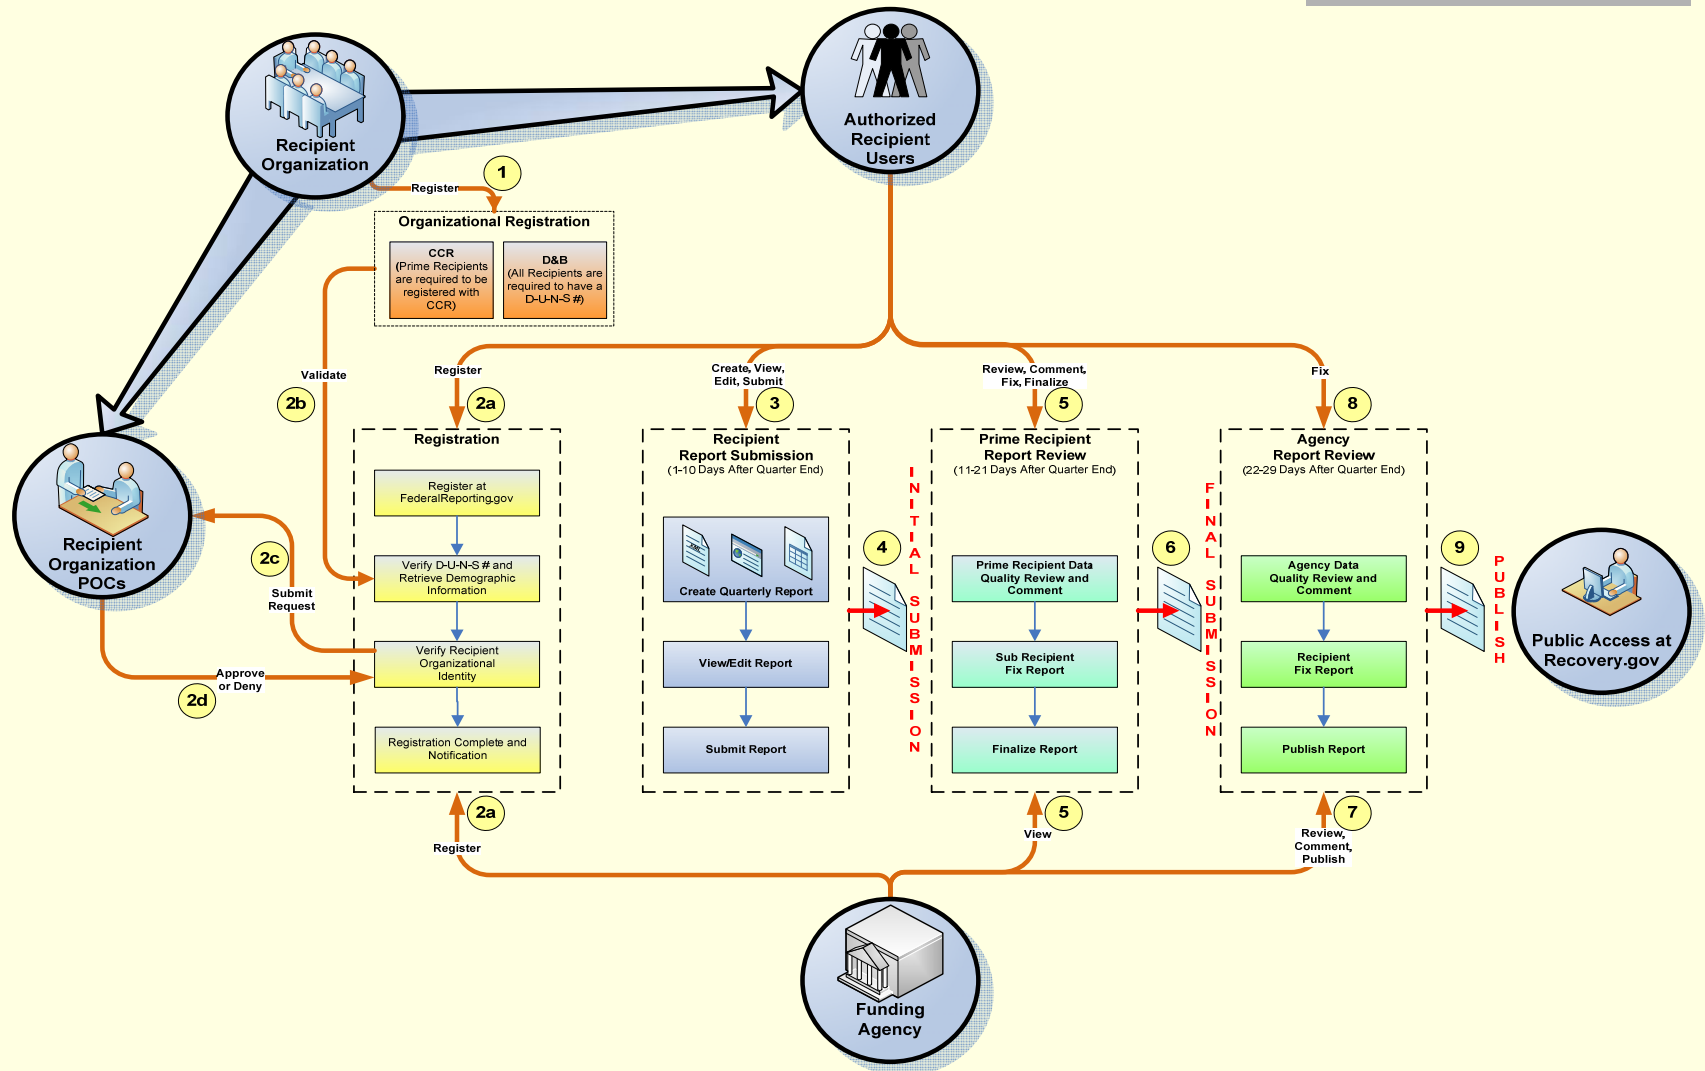 Recipient
Organization
Authorized
Recipient
Users
1
Register
Organizational Registration
CCR
(Prime Recipients
are required to be
registered with
CCR)
D&B
(All Recipients are
required to have a
D-U-N-S #)
Validate
2b
Register
2a
Create, View,
Edit, Submit
3
Review, Comment,
Fix, Finalize
5
Fix
8
Registration
Register at
FederalReporting.gov
Verify D-U-N-S # and
Retrieve Demographic
Information
Verify Recipient
Organizational
Identity
Registration Complete and
Notification
Recipient
Report Submission
(1-10 Days After Quarter End)
XML
Create Quarterly Report
View/Edit Report
Submit Report
4
INITIAL SUBMISSION
Prime Recipient
Report Review
(11-21 Days After Quarter End)
Prime Recipient Data
Quality Review and
Comment
Sub Recipient
Fix Report
Finalize Report
6
FINAL SUBMISSION
Agency
Report Review
(22-29 Days After Quarter End)
Agency Data
Quality Review and
Comment
Recipient
Fix Report
Publish Report
9
PUBLISH
Public Access at
Recovery.gov
Recipient
Organization
POCs
2c
Submit
Request
Approve
or Deny
2d
2a
Register
5
View
7
Review,
Comment,
Publish
Funding
Agency